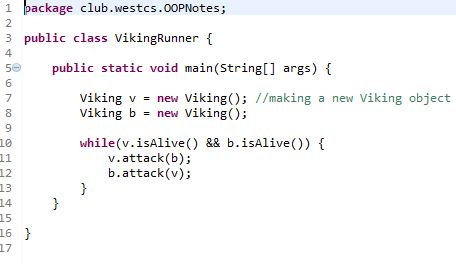 1 package club.westcs.OOPNotes;
2
3 public class VikingRunner {
4
5 public static void main(String[] args) {
6
7 Viking v = new Viking(); //making a new Viking object
8 Viking b = new Viking();
9
10 while(v.isAlive() && b.isAlive()) {
11 v.attack(b);
12 b.attack(v);
13 }
14 }
15
16 }
17